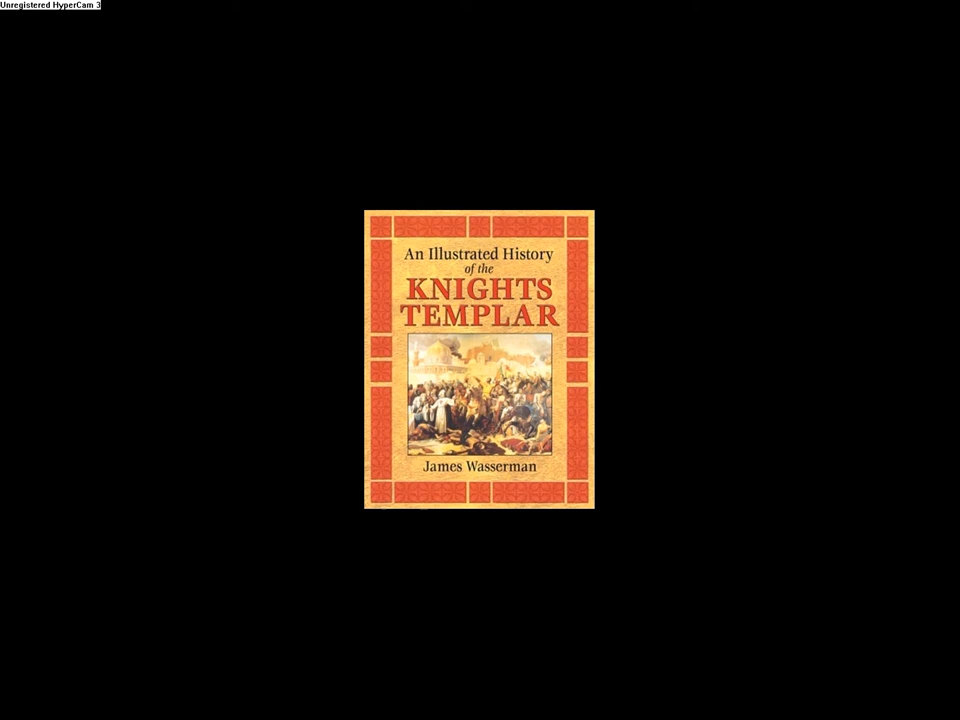 Unregistered HyperCam 3
An Illustrated History
of the
KNIGHTS
TEMPLAR
James Wasserman